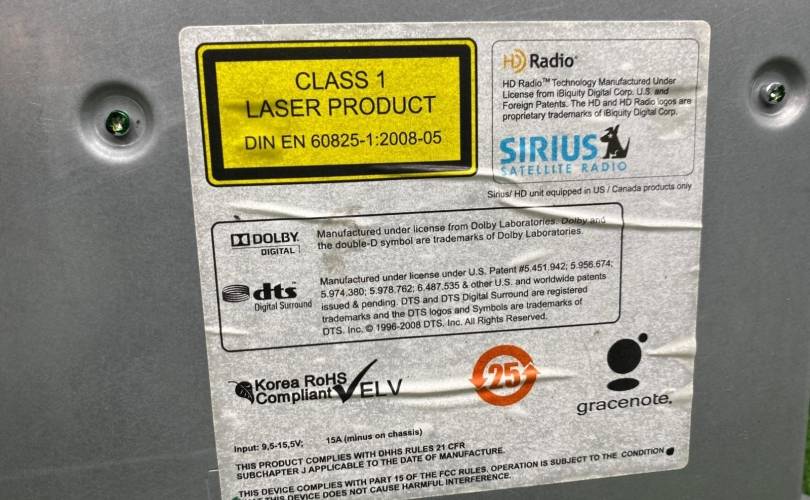 CLASS 1
LASER PRODUCT
DIN EN 60825-1:2008-05
HD Radio
HD Radio™ Technology Manufactured Under
License from iBiquity Digital Corp. U.S. and
Foreign Patents. The HD and HD Radio logos are
proprietary trademarks of iBiquity Digital Corp.
SIRIUS
SATELLITE RADIO
Sirius/ HD unit equipped in US / Canada products only
DOLBY
DIGITAL
Manufactured under license from Dolby Laboratories. Dolby and
the double-D symbol are trademarks of Dolby Laboratories.
dts
Digital Surround
Manufactured under license under U.S. Patent #5.451.942; 5.956.674;
5.974.380; 5.978.762; 6.487.535 & other U.S. and worldwide patents
issued & pending. DTS and DTS Digital Surround are registered
trademarks and the DTS logos and Symbols are trademarks of
DTS, Inc. © 1996-2008 DTS, Inc. All Rights Reserved.
Korea RoHS
Compliant
ELV
25
gracenote.
Input: 9,5-15,5V; 15A (minus on chassis)
THIS PRODUCT COMPLIES WITH DHHS RULES 21 CFR
SUBCHAPTER J APPLICABLE TO THE DATE OF MANUFACTURE.
THIS DEVICE COMPLIES WITH PART 15 OF THE FCC RULES. OPERATION IS SUBJECT TO THE CONDITION
THIS DEVICE DOES NOT CAUSE HARMFUL INTERFERENCE.